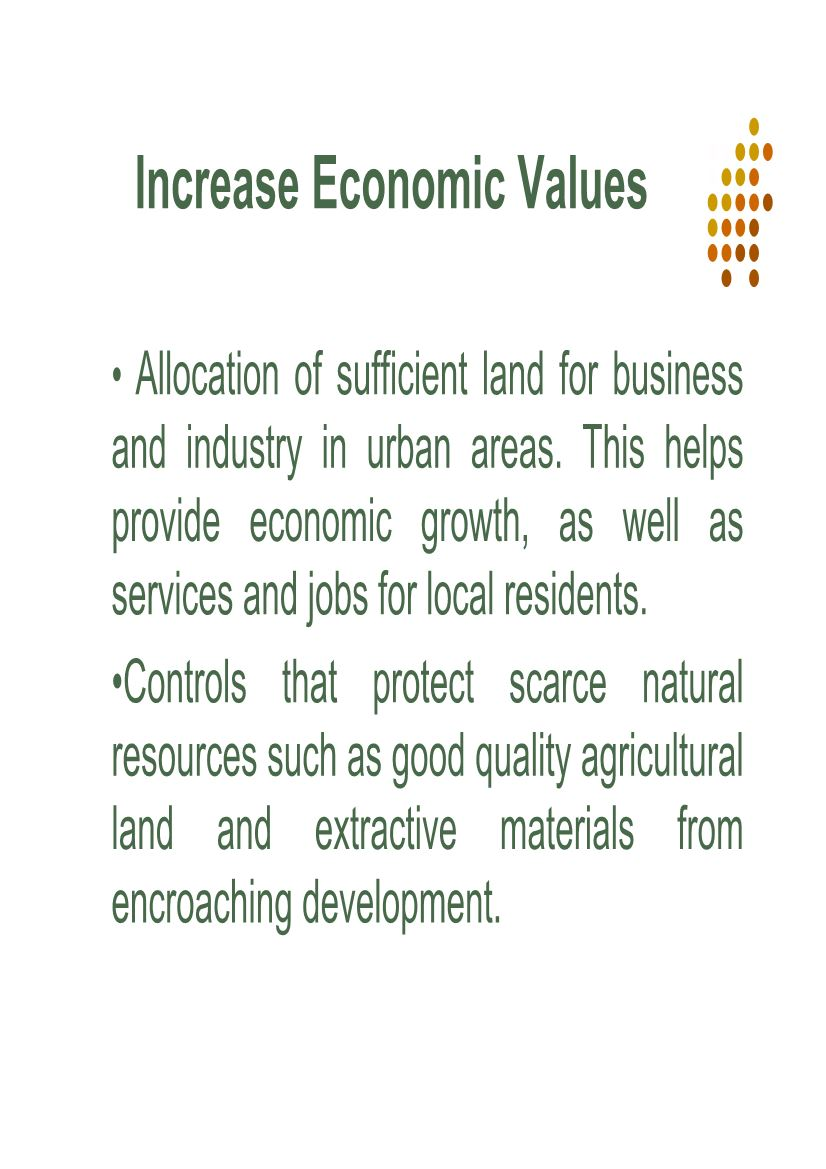 Increase Economic Values
• Allocation of sufficient land for business
and industry in urban areas. This helps
provide economic growth, as well as
services and jobs for local residents.
•Controls that protect scarce natural
resources such as good quality agricultural
land and extractive materials from
encroaching development.